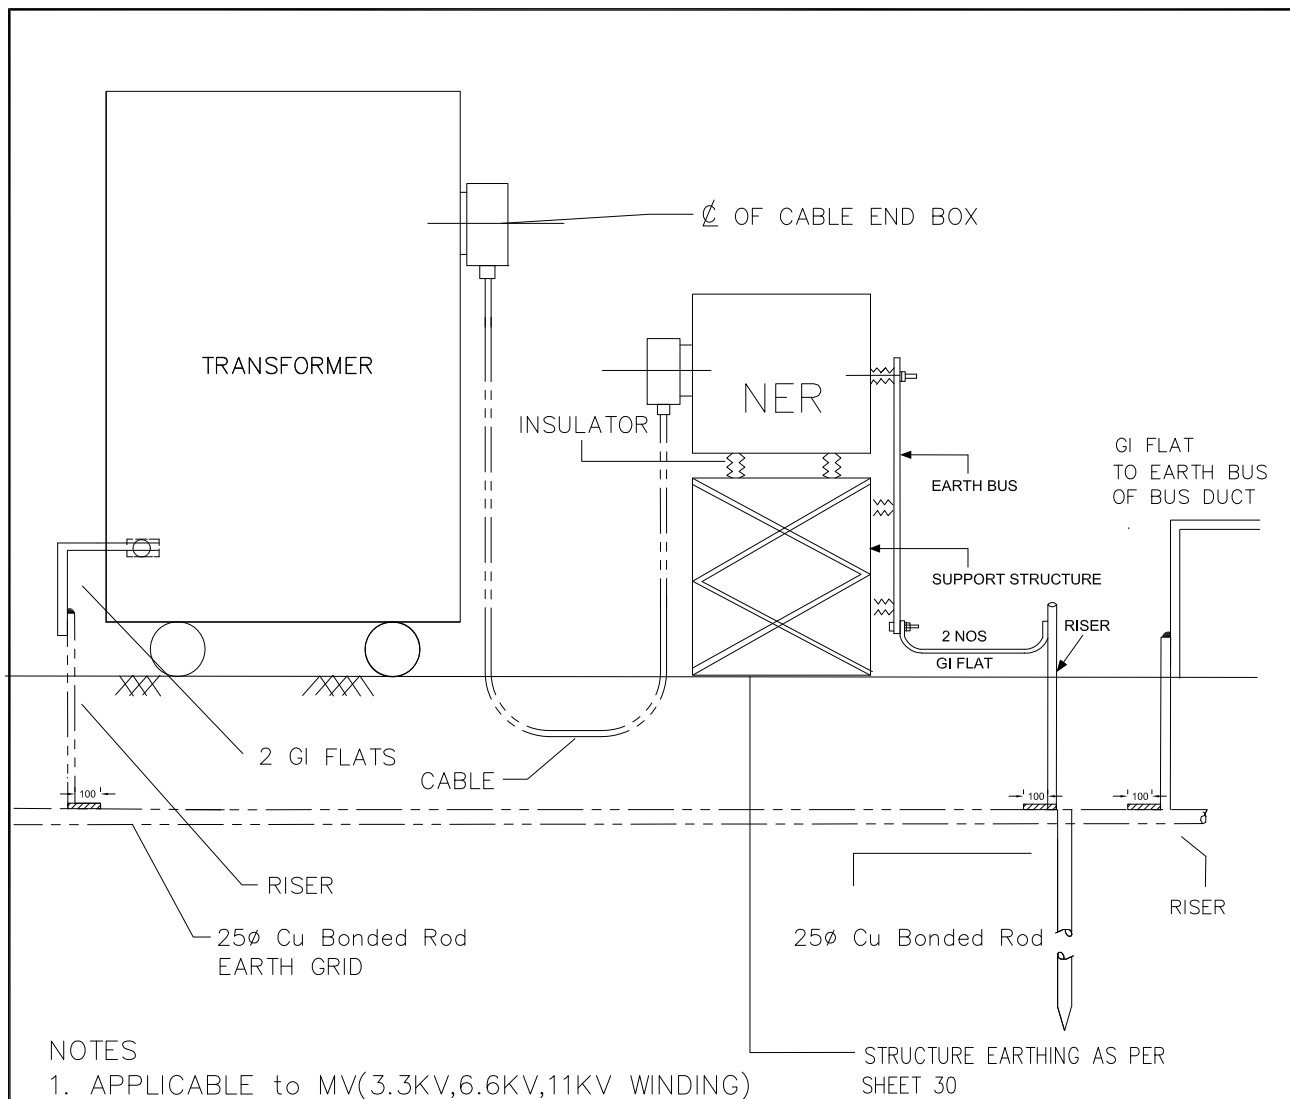 ₵ OF CABLE END BOX
TRANSFORMER
NER
INSULATOR
GI FLAT
TO EARTH BUS
OF BUS DUCT
EARTH BUS
SUPPORT STRUCTURE
2 NOS
GI FLAT
RISER
2 GI FLATS
CABLE
100
100
100
RISER
RISER
25ø Cu Bonded Rod
EARTH GRID
25ø Cu Bonded Rod
NOTES
1. APPLICABLE to MV(3.3KV,6.6KV,11KV WINDING)
STRUCTURE EARTHING AS PER
SHEET 30